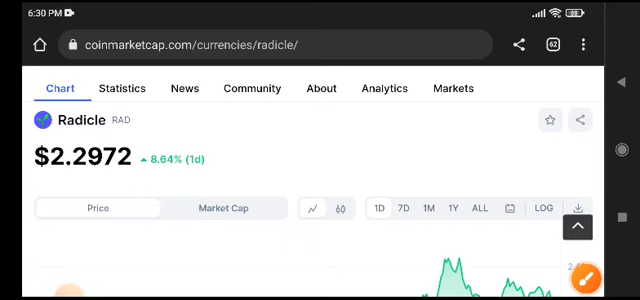 6:30 PM
62
coinmarketcap.com/currencies/radicle/
Chart Statistics News Community About Analytics Markets
Radicle RAD
$2.2972 8.64% (1d)
Price Market Cap 1D 7D 1M 1Y ALL LOG